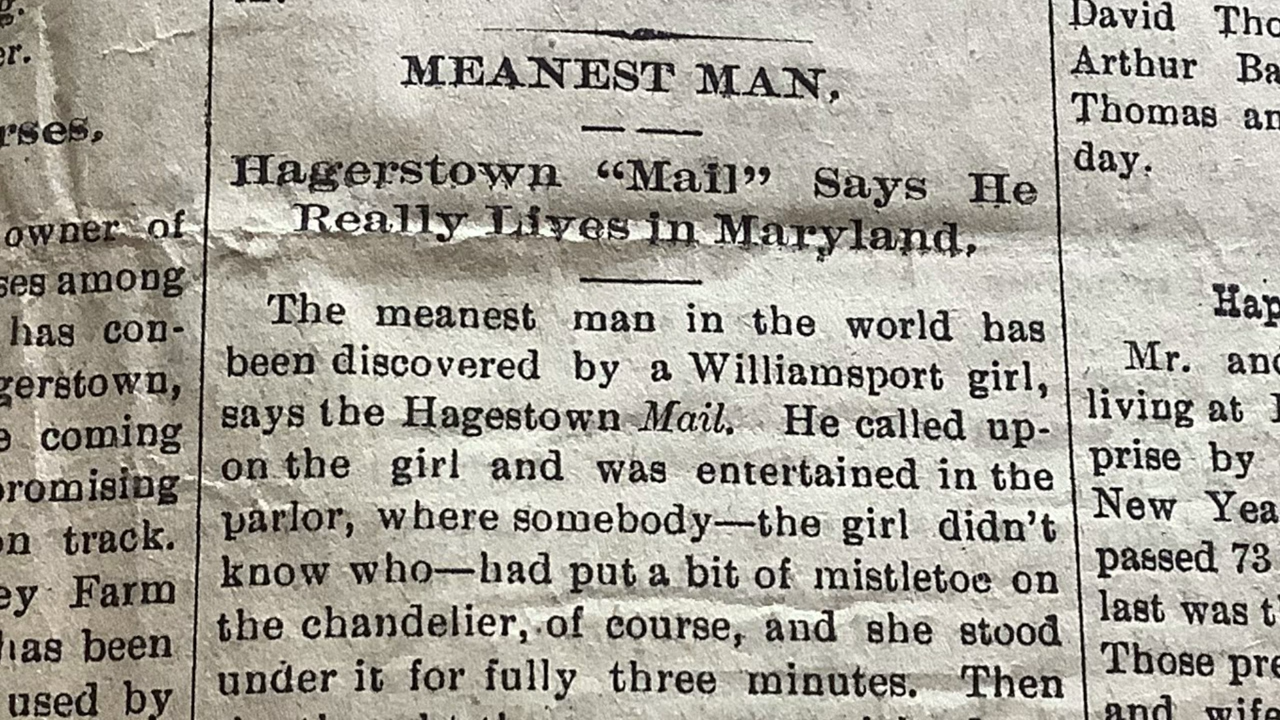 er.
rses,
owner of
ses among
has con-
gerstown,
coming
promising
on track.
ey Farm
has been
used by
MEANEST MAN.
Hagerstown “Mail” Says He
Really Lives in Maryland.
The meanest man in the world has
been discovered by a Williamsport girl,
says the Hagestown Mail. He called up-
on the girl and was entertained in the
parlor, where somebody—the girl didn't
know who—had put a bit of mistletoe on
the chandelier, of course, and she stood
under it for fully three minutes. Then
David Tho
Arthur Ba
Thomas an
day.
Hap
Mr. and
living at
prise by
New Yea
passed 73
last was t
Those pre
and wife